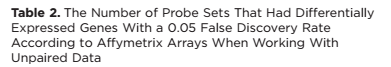 Table 2. The Number of Probe Sets That Had Differentially
Expressed Genes With a 0.05 False Discovery Rate
According to Affymetrix Arrays When Working With
Unpaired Data